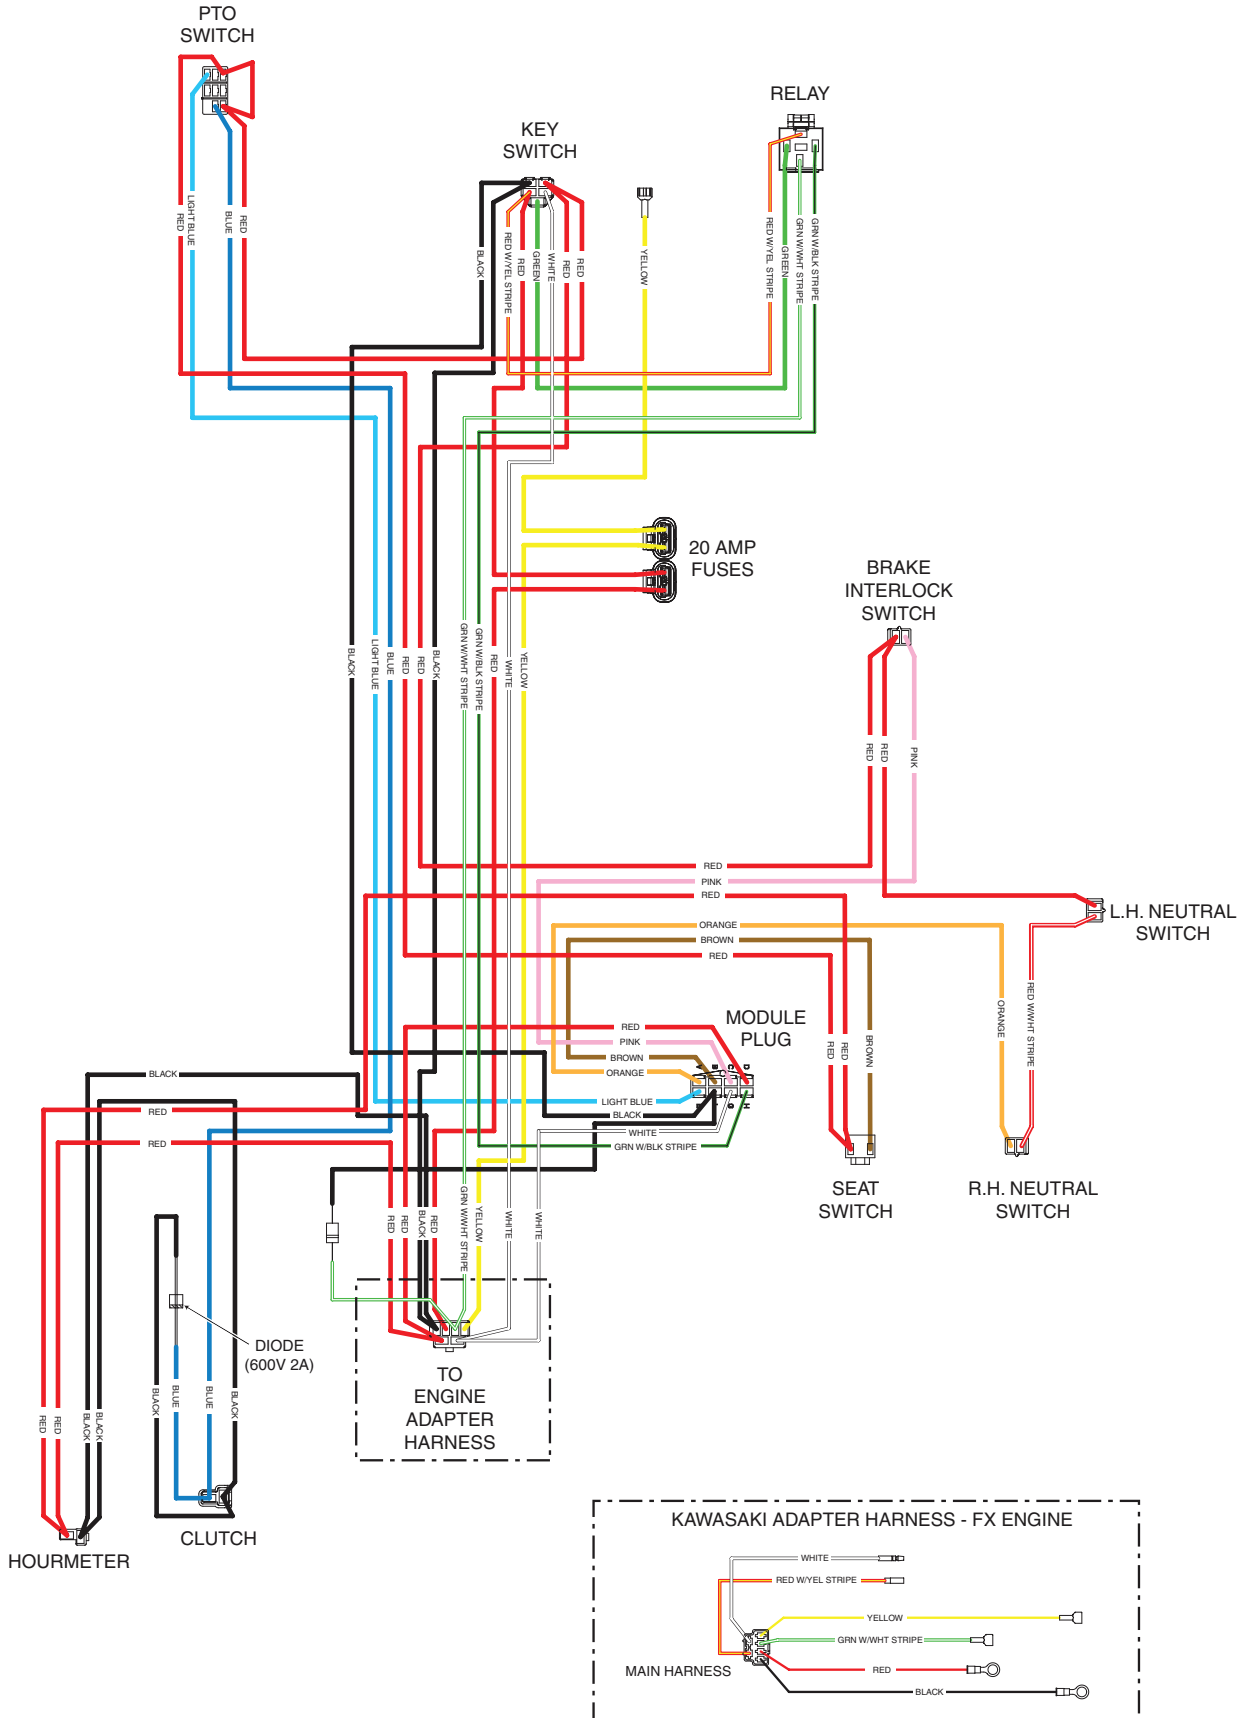 PTO
SWITCH
KEY
SWITCH
RELAY
LIGHT BLUE
RED
BLUE
RED
BLACK
RED W/YEL STRIPE
RED
GREEN
WHITE
RED
RED
YELLOW
RED W/YEL STRIPE
GREEN
GRN W/WHT STRIPE
GRN W/BLK STRIPE
20 AMP
FUSES
BRAKE
INTERLOCK
SWITCH
BLACK
LIGHT BLUE
BLUE
RED
RED
BLACK
GRN W/WHT STRIPE
GRN W/BLK STRIPE
RED
WHITE
YELLOW
RED
RED
PINK
RED
PINK
RED
ORANGE
BROWN
RED
L.H. NEUTRAL
SWITCH
ORANGE
RED W/WHT STRIPE
MODULE
PLUG
RED
PINK
BROWN
ORANGE
LIGHT BLUE
BLACK
WHITE
GRN W/BLK STRIPE
A
B
C
D
E
G
H
RED
RED
BROWN
SEAT
SWITCH
R.H. NEUTRAL
SWITCH
BLACK
RED
RED
RED
RED
BLACK
RED
GRN W/WHT STRIPE
YELLOW
WHITE
WHITE
DIODE
(600V 2A)
TO
ENGINE
ADAPTER
HARNESS
RED
RED
BLACK
BLACK
BLACK
BLUE
BLUE
BLACK
CLUTCH
HOURMETER
KAWASAKI ADAPTER HARNESS - FX ENGINE
WHITE
RED W/YEL STRIPE
YELLOW
GRN W/WHT STRIPE
MAIN HARNESS
RED
BLACK